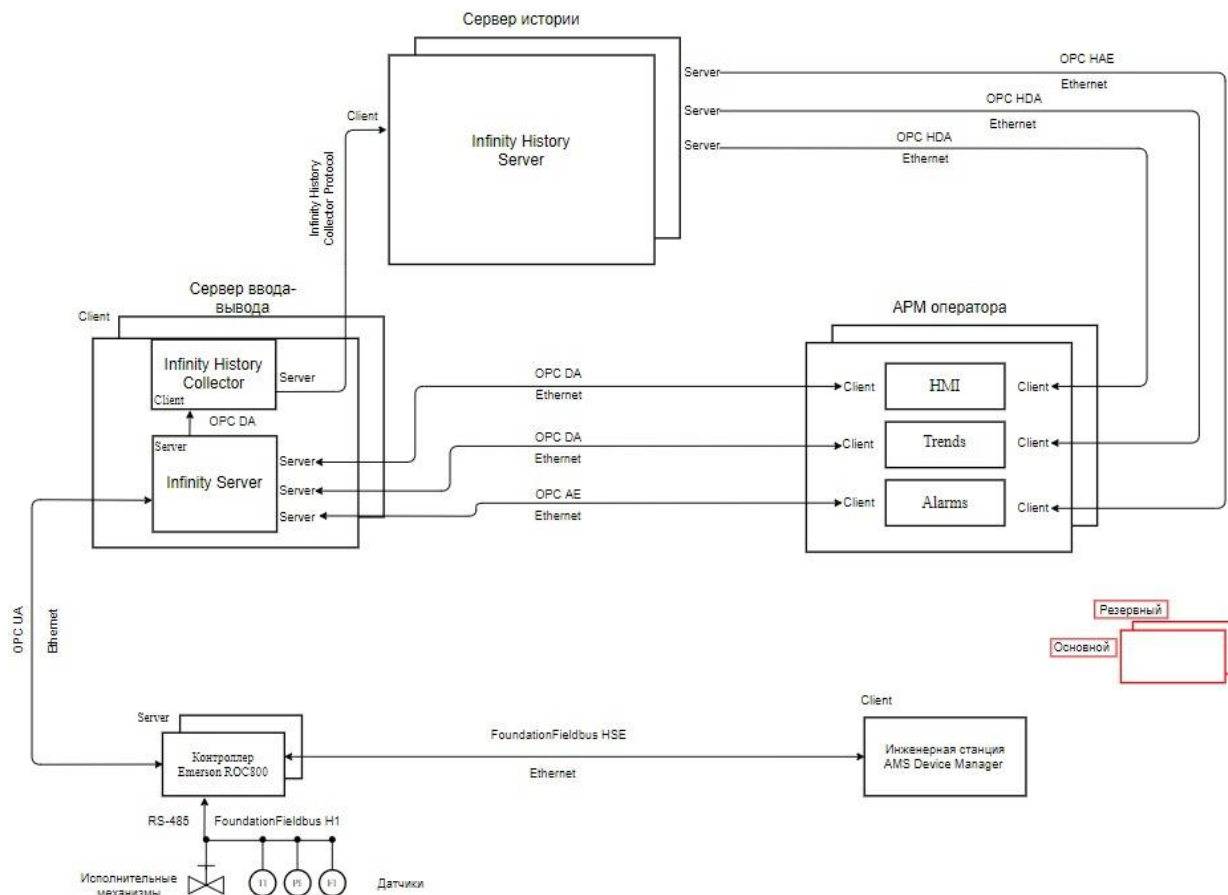 Сервер истории
OPC HAE
Server
Ethernet
OPC HDA
Server
Ethernet
Client
OPC HDA
Server
Infinity History
Server
Ethernet
Infinity History
Collector Protocol
Сервер ввода-
вывода
Client
АРМ оператора
Infinity History
Collector
Server
Client
OPC DA
Ethernet
Client
HMI
Client
OPC DA
Server
Infinity Server
Server
Server
Server
OPC DA
Ethernet
Client
Trends
Client
OPC AE
Ethernet
Client
Alarms
Client
OPC UA
Ethernet
Резервный
Основной
Server
Контроллер
Emerson ROC800
FoundationFieldbus HSE
Ethernet
Client
Инженерная станция
AMS Device Manager
RS-485
FoundationFieldbus H1
Исполнительные
механизмы
TI
PI
FI
Датчики